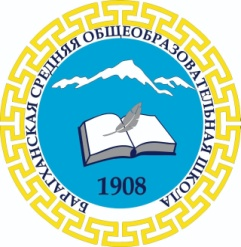 БАРАГХАНСКАЯ СРЕДНЯЯ ОБЩЕОБРАЗОВАТЕЛЬНАЯ ШКОЛА
1908